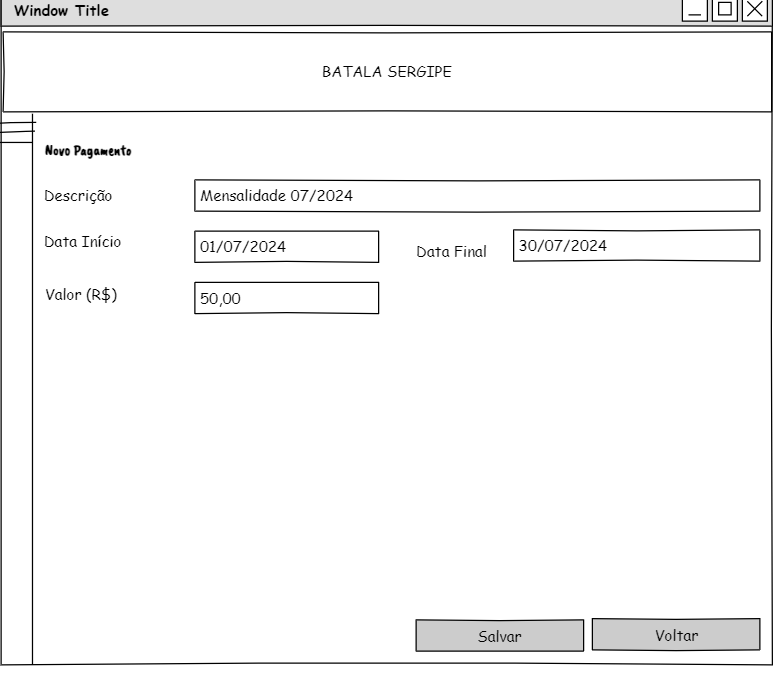 Window Title
BATALA SERGIPE
Novo Pagamento
Descrição Mensalidade 07/2024
Data Início 01/07/2024 Data Final 30/07/2024
Valor (R$) 50,00
Salvar Voltar